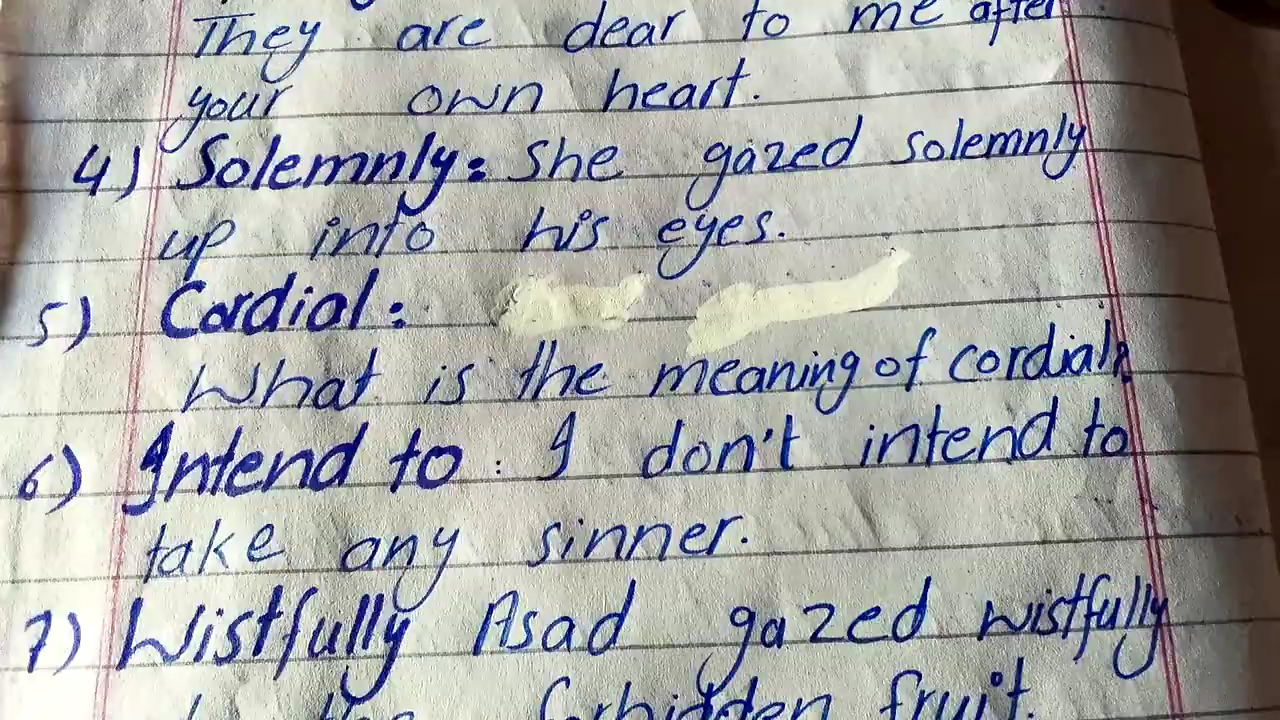 They are dear to me after
your own heart.
4) Solemnly: She gazed solemnly
up into his eyes.
5) Cordial:
What is the meaning of cordial?
6) Intend to: I don't intend to
take any sinner.
7) Wistfully Asad gazed wistfully
forbidden fruit.